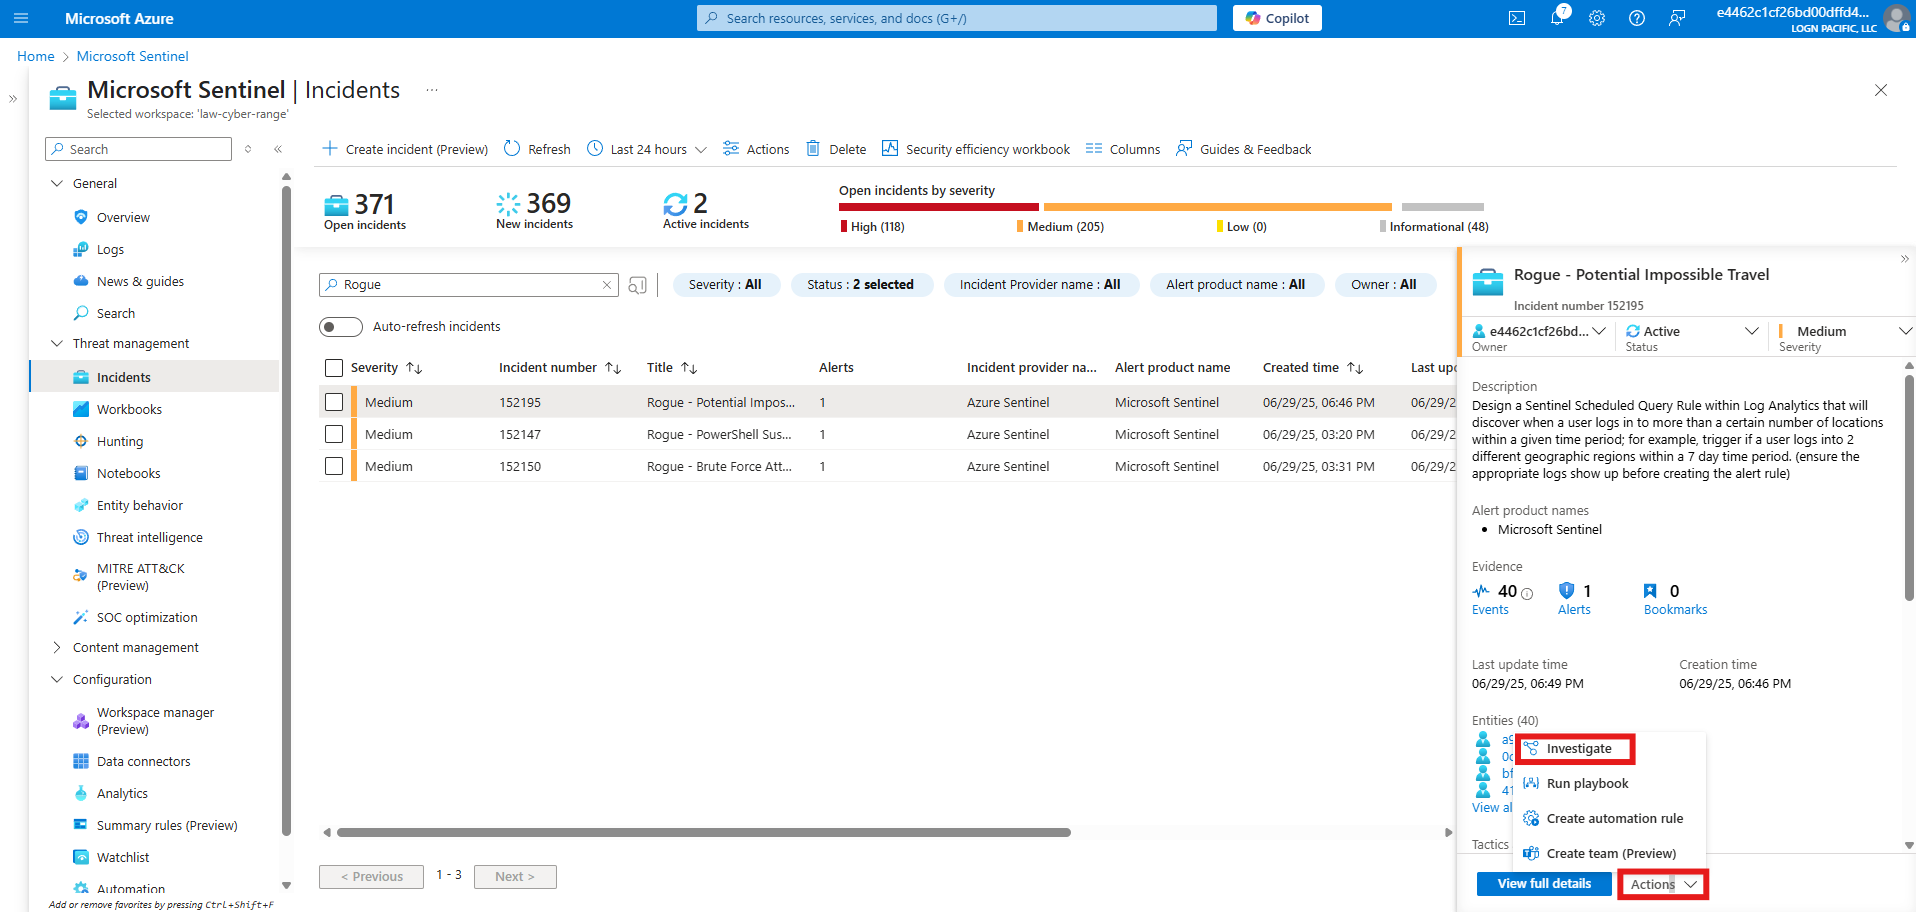 Microsoft Azure
Search resources, services, and docs (G+/)
Copilot
7
e4462c1cf26bd00dffd4...
LOGN PACIFIC, LLC
Home > Microsoft Sentinel
Microsoft Sentinel | Incidents ...
Selected workspace: 'law-cyber-range'
Search
General
Overview
Logs
News & guides
Search
Threat management
Incidents
Workbooks
Hunting
Notebooks
Entity behavior
Threat intelligence
MITRE ATT&CK
(Preview)
SOC optimization
Content management
Configuration
Workspace manager
(Preview)
Data connectors
Analytics
Summary rules (Preview)
Watchlist
Automation
Add or remove favorites by pressing Ctrl+Shift+F
Create incident (Preview) Refresh Last 24 hours Actions Delete Security efficiency workbook Columns Guides & Feedback
371
Open incidents
369
New incidents
2
Active incidents
Open incidents by severity
High (118) Medium (205) Low (0) Informational (48)
Rogue
Severity : All Status : 2 selected Incident Provider name : All Alert product name : All Owner : All
Auto-refresh incidents
Severity Incident number Title Alerts Incident provider na... Alert product name Created time Last up
Medium 152195 Rogue - Potential Impos... 1 Azure Sentinel Microsoft Sentinel 06/29/25, 06:46 PM 06/29/2
Medium 152147 Rogue - PowerShell Sus... 1 Azure Sentinel Microsoft Sentinel 06/29/25, 03:20 PM 06/29/2
Medium 152150 Rogue - Brute Force Att... 1 Azure Sentinel Microsoft Sentinel 06/29/25, 03:31 PM 06/29/2
< Previous 1 - 3 Next >
Rogue - Potential Impossible Travel
Incident number 152195
e4462c1cf26bd... Active Medium
Owner Status Severity
Description
Design a Sentinel Scheduled Query Rule within Log Analytics that will
discover when a user logs in to more than a certain number of locations
within a given time period; for example, trigger if a user logs into 2
different geographic regions within a 7 day time period. (ensure the
appropriate logs show up before creating the alert rule)
Alert product names
• Microsoft Sentinel
Evidence
40 1 0
Events Alerts Bookmarks
Last update time Creation time
06/29/25, 06:49 PM 06/29/25, 06:46 PM
Entities (40)
a9
0c
bf
41
View al
Tactics
Investigate
Run playbook
Create automation rule
Create team (Preview)
View full details Actions